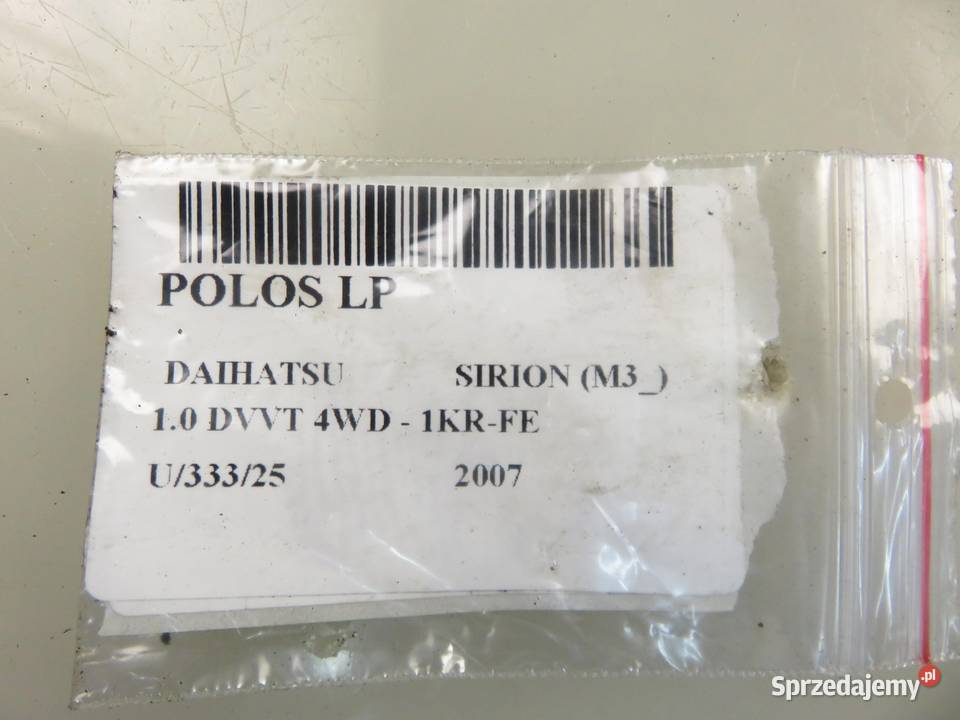 POLOS LP
DAIHATSU SIRION (M3_)
1.0 DVVT 4WD - 1KR-FE
U/333/25 2007
Sprzedajemy.pl